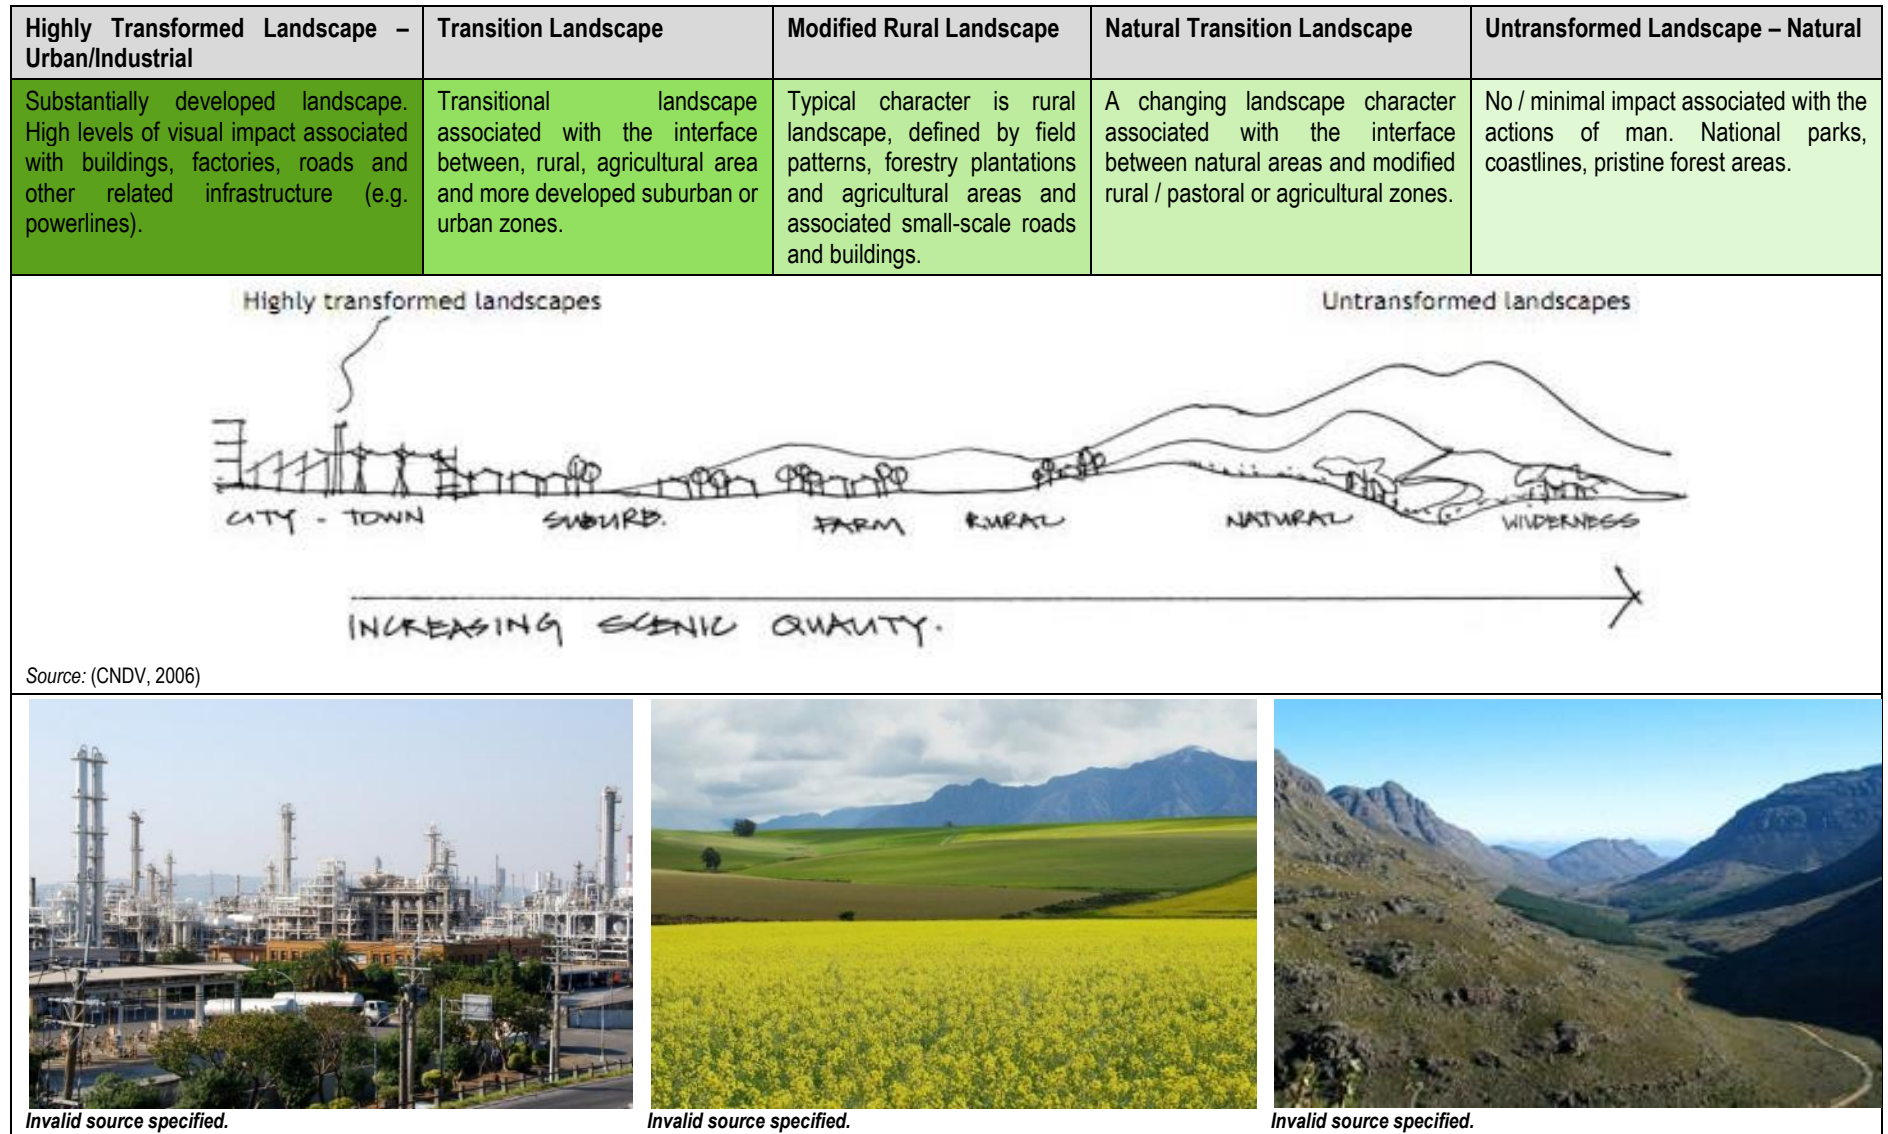 Highly Transformed Landscape –
Urban/Industrial
Transition Landscape
Modified Rural Landscape
Natural Transition Landscape
Untransformed Landscape – Natural
Substantially developed landscape.
High levels of visual impact associated
with buildings, factories, roads and
other related infrastructure (e.g.
powerlines).
Transitional landscape
associated with the interface
between, rural, agricultural area
and more developed suburban or
urban zones.
Typical character is rural
landscape, defined by field
patterns, forestry plantations
and agricultural areas and
associated small-scale roads
and buildings.
A changing landscape character
associated with the interface
between natural areas and modified
rural / pastoral or agricultural zones.
No / minimal impact associated with the
actions of man. National parks,
coastlines, pristine forest areas.
Highly transformed landscapes
Untransformed landscapes
CITY - TOWN
SUBURB.
FARM
RURAL
NATURAL
WILDERNESS
INCREASING SCENIC QUALITY.
Source: (CNDV, 2006)
Invalid source specified.
Invalid source specified.
Invalid source specified.